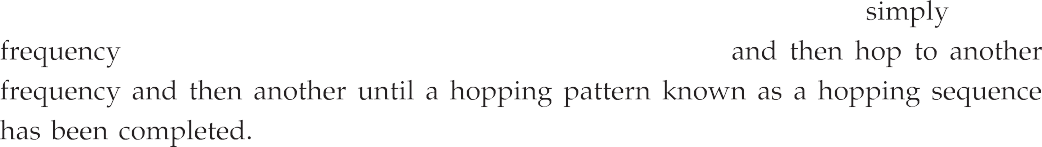 simply
frequency and then hop to another
frequency and then another until a hopping pattern known as a hopping sequence
has been completed.